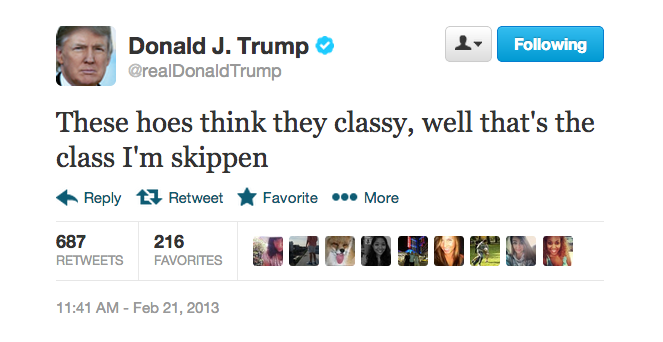 Donald J. Trump
@realDonaldTrump
Following
These hoes think they classy, well that's the
class I'm skippen
Reply Retweet Favorite More
687 216
RETWEETS FAVORITES
11:41 AM - Feb 21, 2013